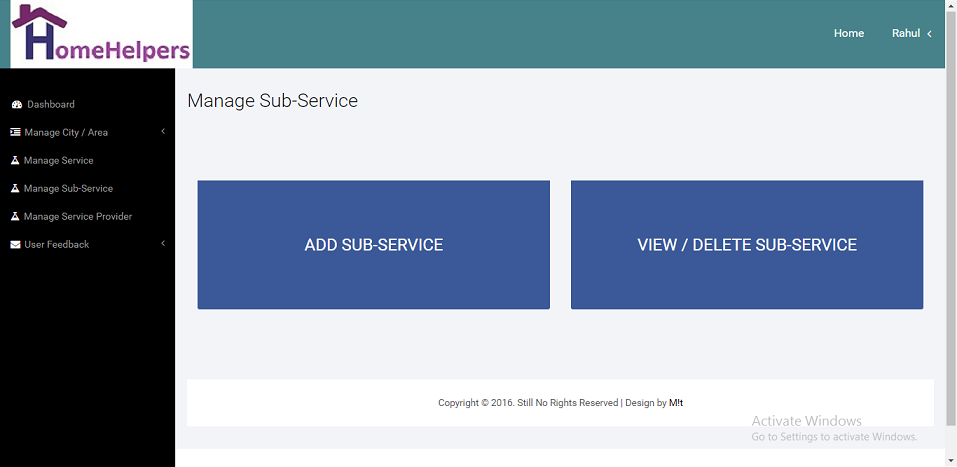 HomeHelpers
Home
Rahul
Manage Sub-Service
Dashboard
Manage City / Area
Manage Service
Manage Sub-Service
Manage Service Provider
User Feedback
ADD SUB-SERVICE
VIEW / DELETE SUB-SERVICE
Copyright © 2016. Still No Rights Reserved | Design by M!t
Activate Windows
Go to Settings to activate Windows.